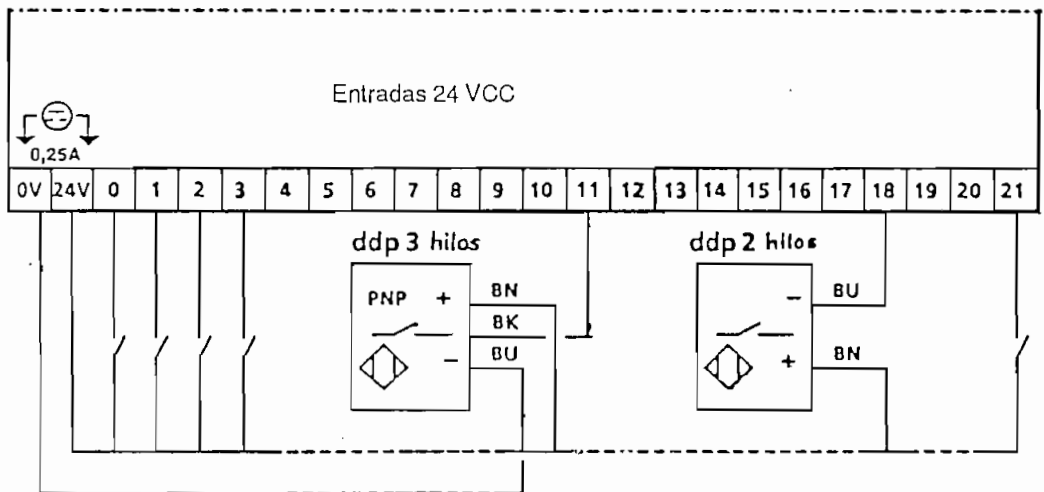 Entradas 24 VCC
0,25A
0V 24V 0 1 2 3 4 5 6 7 8 9 10 11 12 13 14 15 16 17 18 19 20 21
ddp 3 hilos
ddp 2 hilos
PNP + BN
BK
- BU
- BU
+ BN